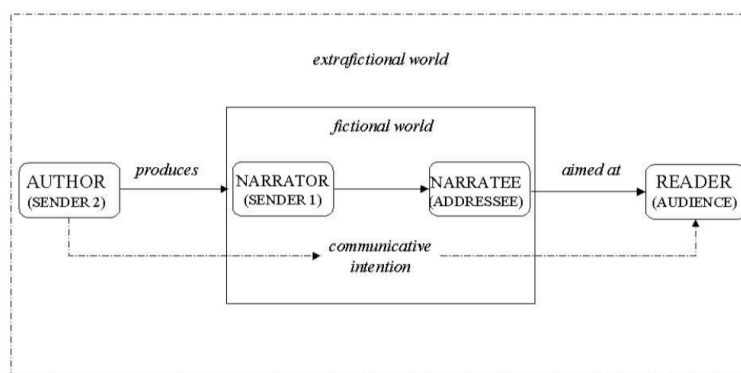 extrafictional world
fictional world
produces
aimed at
AUTHOR
(SENDER 2)
NARRATOR
(SENDER 1)
NARRATEE
(ADDRESSEE)
READER
(AUDIENCE)
communicative
intention